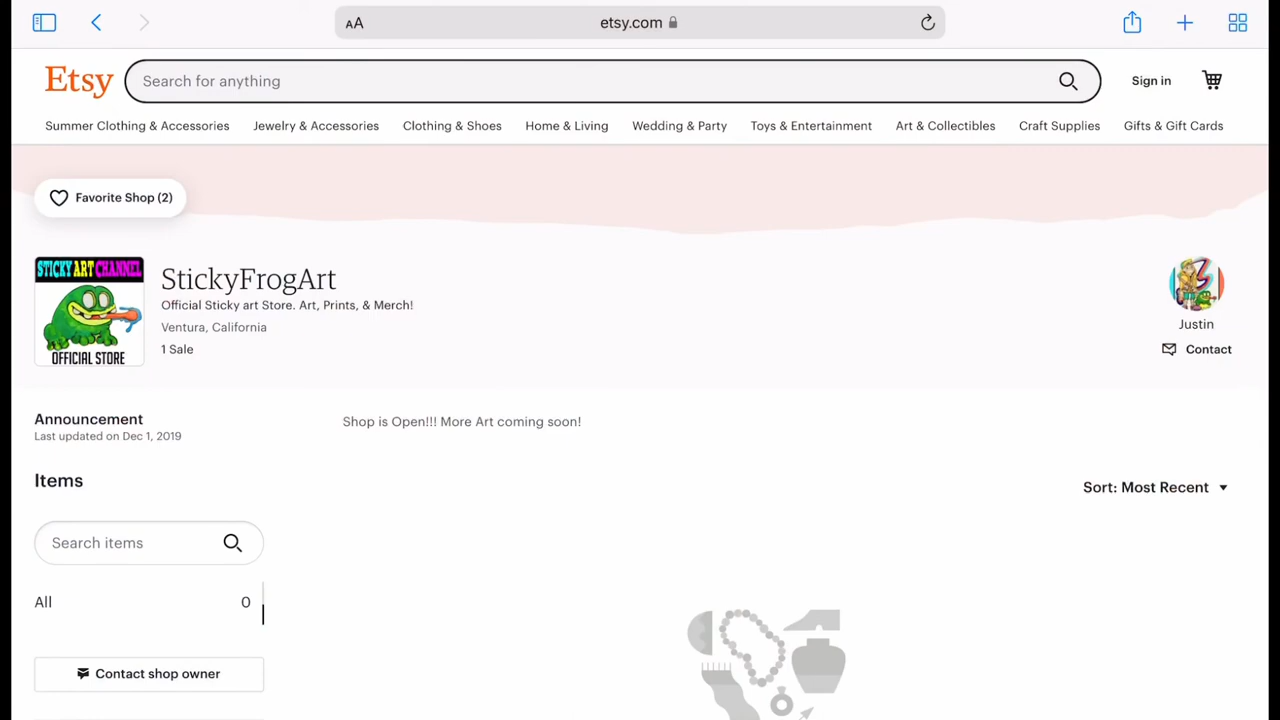 AA
etsy.com
Etsy
Search for anything
Sign in
Summer Clothing & Accessories
Jewelry & Accessories
Clothing & Shoes
Home & Living
Wedding & Party
Toys & Entertainment
Art & Collectibles
Craft Supplies
Gifts & Gift Cards
Favorite Shop (2)
STICKY ART CHANNEL
OFFICIAL STORE
StickyFrogArt
Official Sticky art Store. Art, Prints, & Merch!
Ventura, California
1 Sale
Justin
Contact
Announcement
Last updated on Dec 1, 2019
Shop is Open!!! More Art coming soon!
Items
Sort: Most Recent
Search items
All 0
Contact shop owner